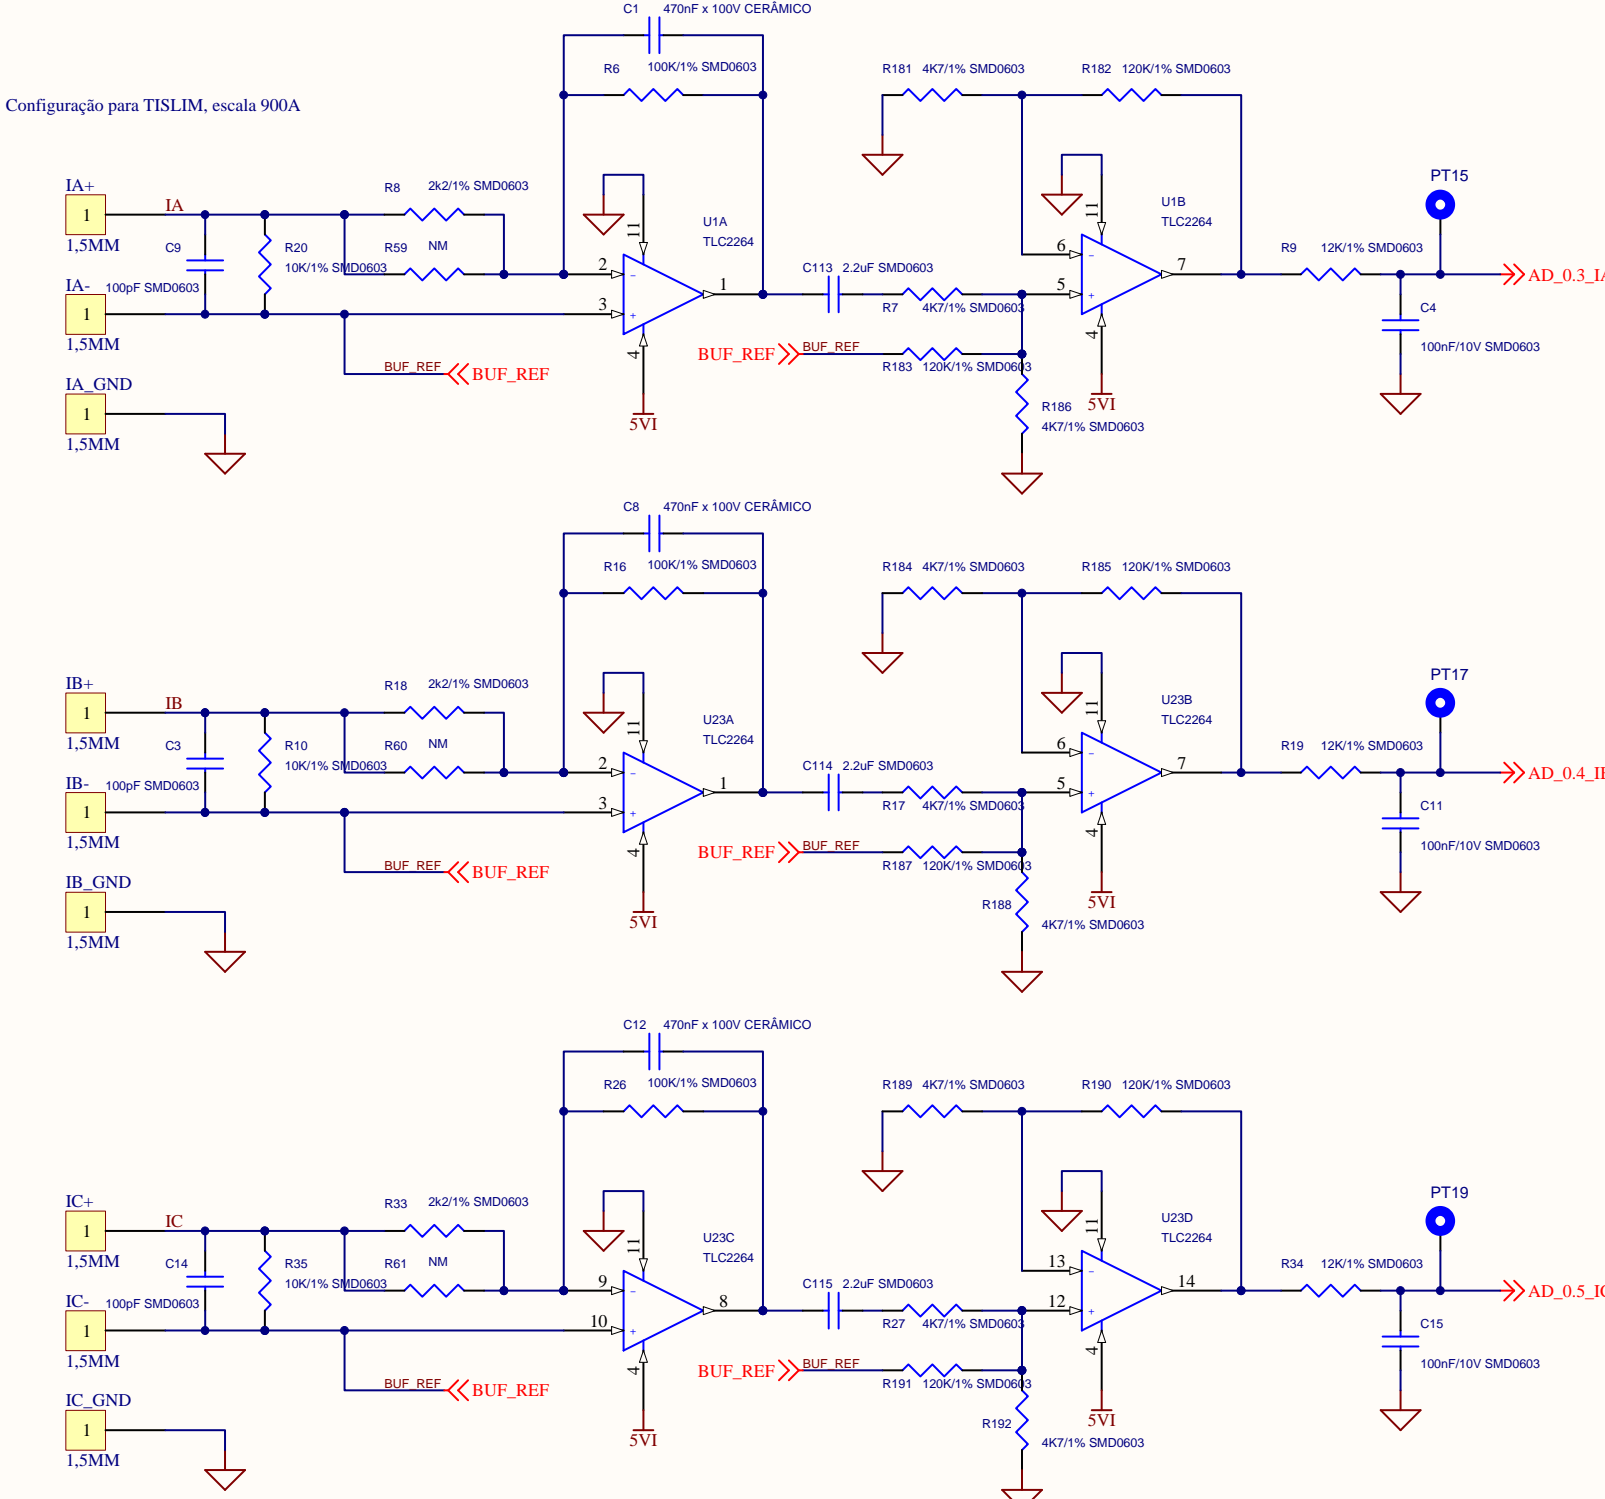 C1 470nF x 100V CERÂMICO
R6 100K/1% SMD0603
R181 4K7/1% SMD0603
R182 120K/1% SMD0603
Configuração para TISLIM, escala 900A
IA+
1
1,5MM
IA
R8 2k2/1% SMD0603
R59 NM
C9
100pF SMD0603
R20
10K/1% SMD0603
IA-
1
1,5MM
BUF_REF BUF_REF
IA_GND
1
1,5MM
11
U1A
TLC2264
2
3
1
4
5VI
C113 2.2uF SMD0603
R7 4K7/1% SMD0603
BUF_REF BUF_REF
R183 120K/1% SMD0603
R186
4K7/1% SMD0603
11
U1B
TLC2264
6
5
7
4
5VI
R9 12K/1% SMD0603
PT15
AD_0.3_IA
C4
100nF/10V SMD0603
C8 470nF x 100V CERÂMICO
R16 100K/1% SMD0603
R184 4K7/1% SMD0603
R185 120K/1% SMD0603
IB+
1
1,5MM
IB
R18 2k2/1% SMD0603
R60 NM
C3
100pF SMD0603
R10
10K/1% SMD0603
IB-
1
1,5MM
BUF_REF BUF_REF
IB_GND
1
1,5MM
11
U23A
TLC2264
2
3
1
4
5VI
C114 2.2uF SMD0603
R17 4K7/1% SMD0603
BUF_REF BUF_REF
R187 120K/1% SMD0603
R188
4K7/1% SMD0603
11
U23B
TLC2264
6
5
7
4
5VI
R19 12K/1% SMD0603
PT17
AD_0.4_IB
C11
100nF/10V SMD0603
C12 470nF x 100V CERÂMICO
R26 100K/1% SMD0603
R189 4K7/1% SMD0603
R190 120K/1% SMD0603
IC+
1
1,5MM
IC
R33 2k2/1% SMD0603
R61 NM
C14
100pF SMD0603
R35
10K/1% SMD0603
IC-
1
1,5MM
BUF_REF BUF_REF
IC_GND
1
1,5MM
11
U23C
TLC2264
9
10
8
4
5VI
C115 2.2uF SMD0603
R27 4K7/1% SMD0603
BUF_REF BUF_REF
R191 120K/1% SMD0603
R192
4K7/1% SMD0603
11
U23D
TLC2264
13
12
14
4
5VI
R34 12K/1% SMD0603
PT19
AD_0.5_IC
C15
100nF/10V SMD0603